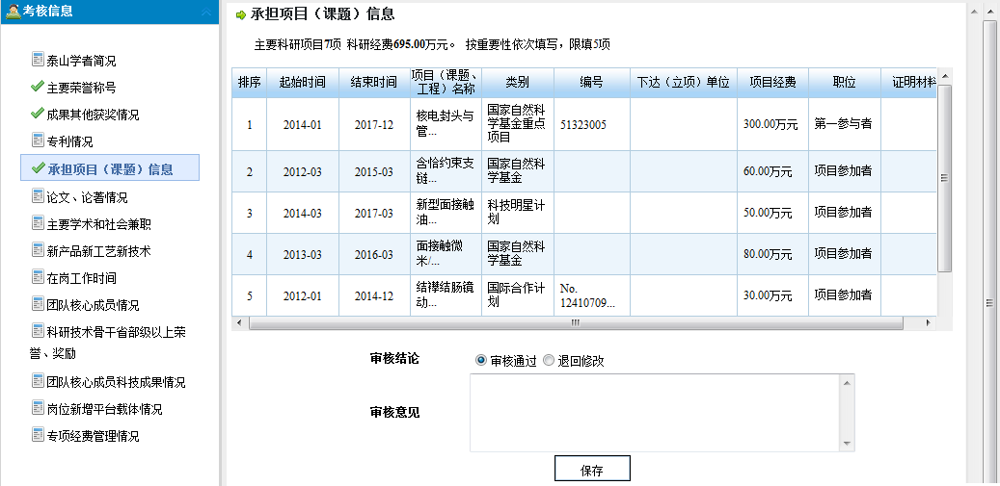 考核信息
泰山学者简况
主要荣誉称号
成果其他获奖情况
专利情况
承担项目（课题）信息
论文、论著情况
主要学术和社会兼职
新产品新工艺新技术
在岗工作时间
团队核心成员情况
科研技术骨干省部级以上荣
誉、奖励
团队核心成员科技成果情况
岗位新增平台载体情况
专项经费管理情况
承担项目（课题）信息
主要科研项目7项 科研经费695.00万元。 按重要性依次填写，限填5项
排序 起始时间 结束时间 项目（课题、 类别 编号 下达（立项）单位 项目经费 职位 证明材料
工程）名称
1 2014-01 2017-12 核电封头与 国家自然科 51323005 300.00万元 第一参与者
管... 学基金重点
项目
2 2012-03 2015-03 含恰约束支 国家自然科 60.00万元 项目参加者
链... 学基金
3 2014-03 2017-03 新型面接触 科技明星计 50.00万元 项目参加者
油... 划
4 2013-03 2016-03 面接触微 国家自然科 80.00万元 项目参加者
米/... 学基金
5 2012-01 2014-12 结襻结肠镜 国际合作计 No. 30.00万元 项目参加者
动... 划 12410709...
审核结论 审核通过 退回修改
审核意见
保存